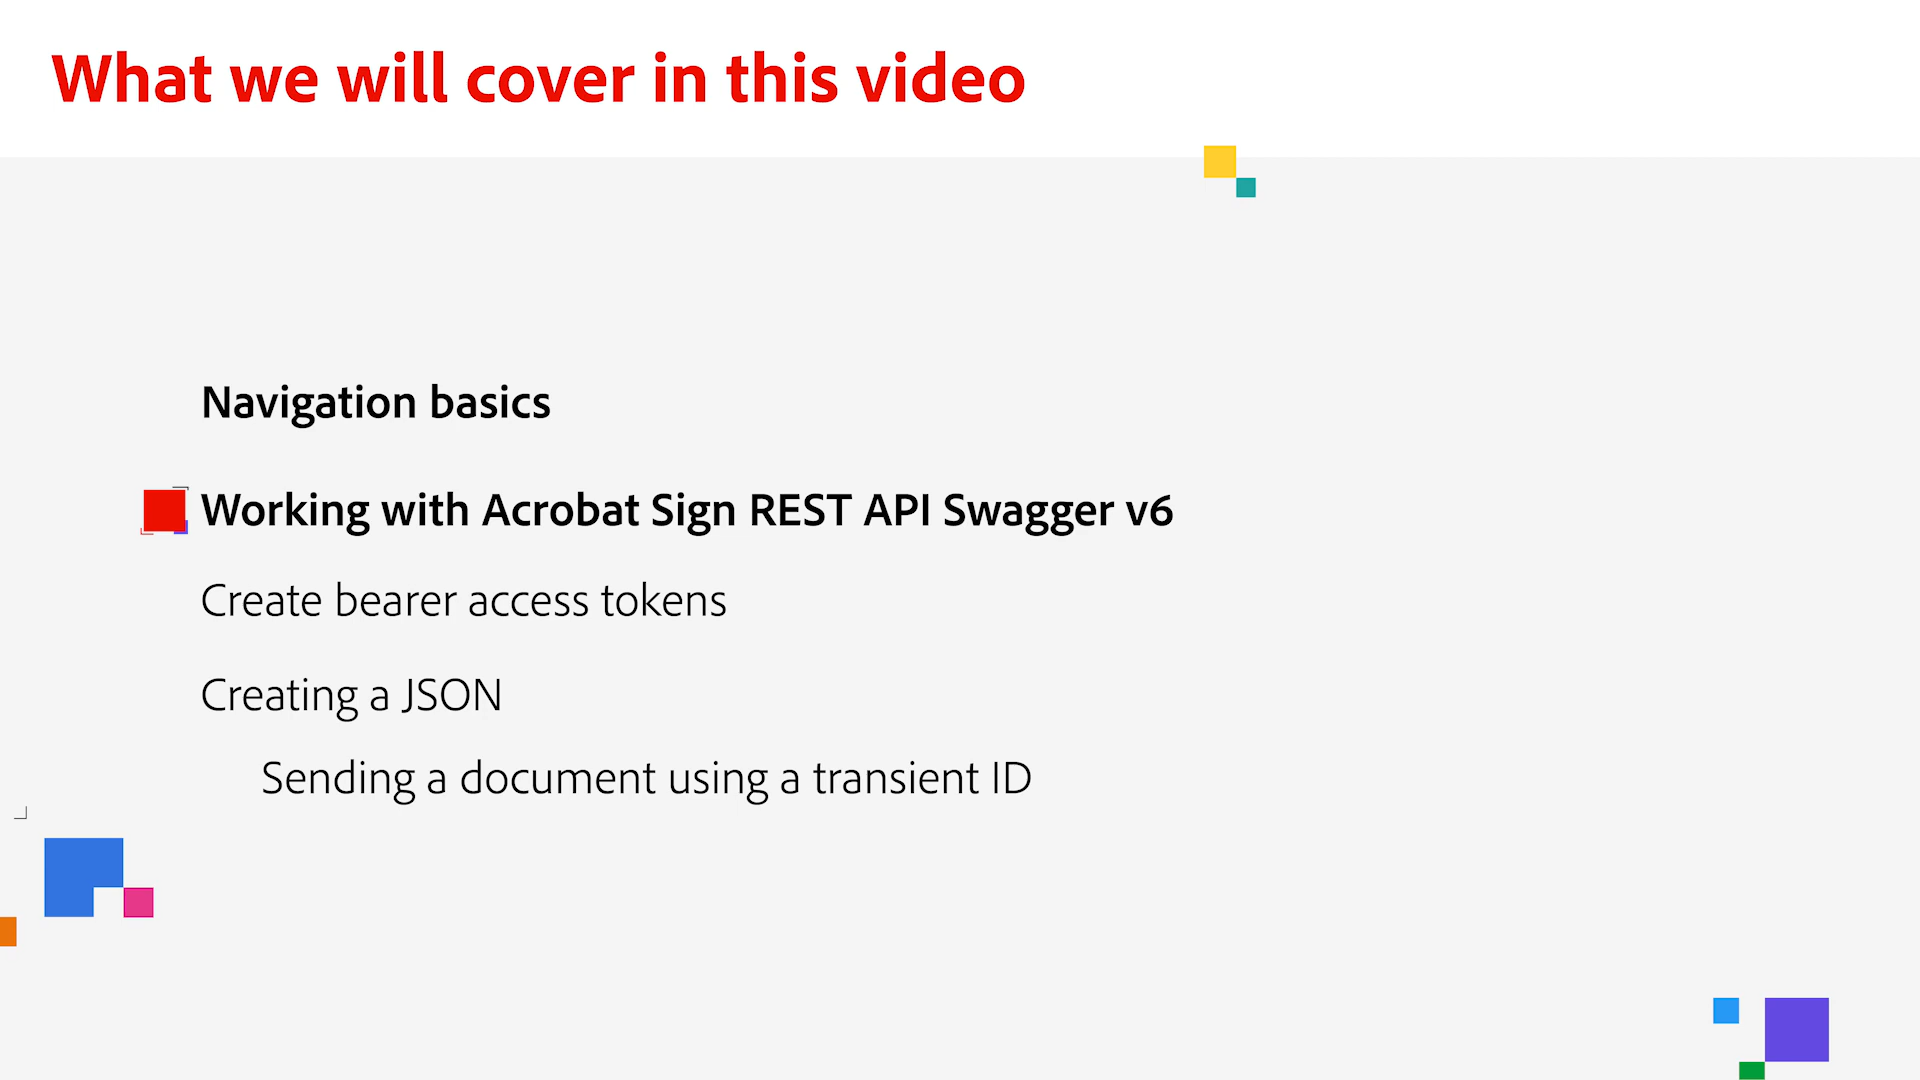 What we will cover in this video
Navigation basics
Working with Acrobat Sign REST API Swagger v6
Create bearer access tokens
Creating a JSON
Sending a document using a transient ID